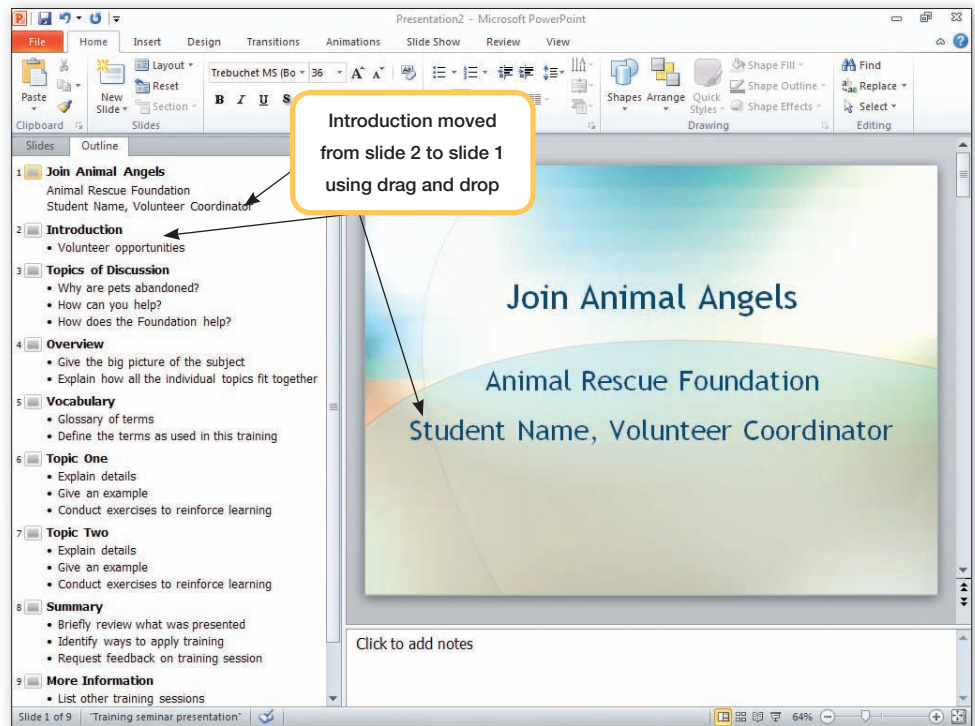 Presentation2 - Microsoft PowerPoint
File Home Insert Design Transitions Animations Slide Show Review View
Paste
Clipboard
New Slide
Layout
Reset
Section
Slides
Trebuchet MS (Bo 36
B I U S
Shapes Arrange Quick Styles
Shape Fill
Shape Outline
Shape Effects
Drawing
Find
Replace
Select
Editing
Introduction moved
from slide 2 to slide 1
using drag and drop
Slides Outline
1 Join Animal Angels
Animal Rescue Foundation
Student Name, Volunteer Coordinator
2 Introduction
• Volunteer opportunities
3 Topics of Discussion
• Why are pets abandoned?
• How can you help?
• How does the Foundation help?
4 Overview
• Give the big picture of the subject
• Explain how all the individual topics fit together
5 Vocabulary
• Glossary of terms
• Define the terms as used in this training
6 Topic One
• Explain details
• Give an example
• Conduct exercises to reinforce learning
7 Topic Two
• Explain details
• Give an example
• Conduct exercises to reinforce learning
8 Summary
• Briefly review what was presented
• Identify ways to apply training
• Request feedback on training session
9 More Information
• List other training sessions
Join Animal Angels
Animal Rescue Foundation
Student Name, Volunteer Coordinator
Click to add notes
Slide 1 of 9 "Training seminar presentation" 64%